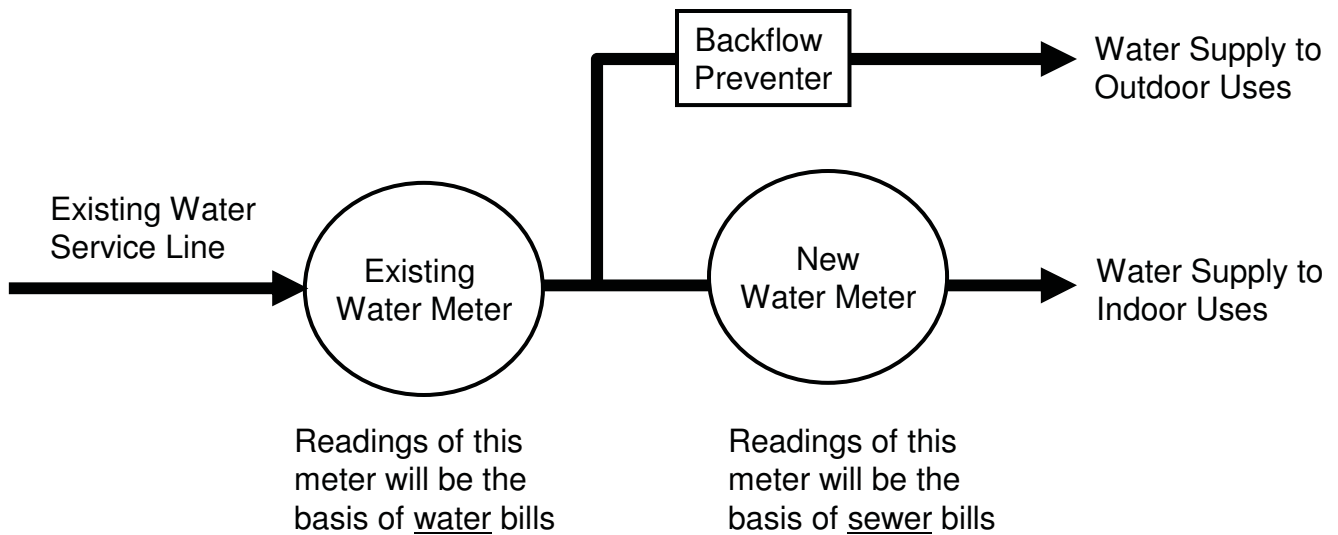 Backflow
Preventer
Water Supply to
Outdoor Uses
Existing Water
Service Line
Existing
Water Meter
New
Water Meter
Water Supply to
Indoor Uses
Readings of this
meter will be the
basis of water bills
Readings of this
meter will be the
basis of sewer bills